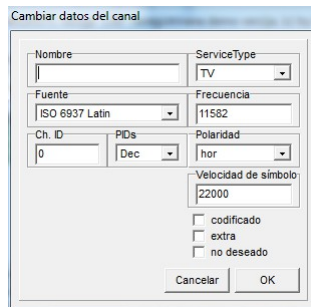 Cambiar datos del canal
Nombre
ServiceType
TV
Fuente
Frecuencia
ISO 6937 Latin
11582
Ch. ID
PIDs
Polaridad
0
Dec
hor
Velocidad de símbolo
22000
codificado
extra
no deseado
Cancelar
OK